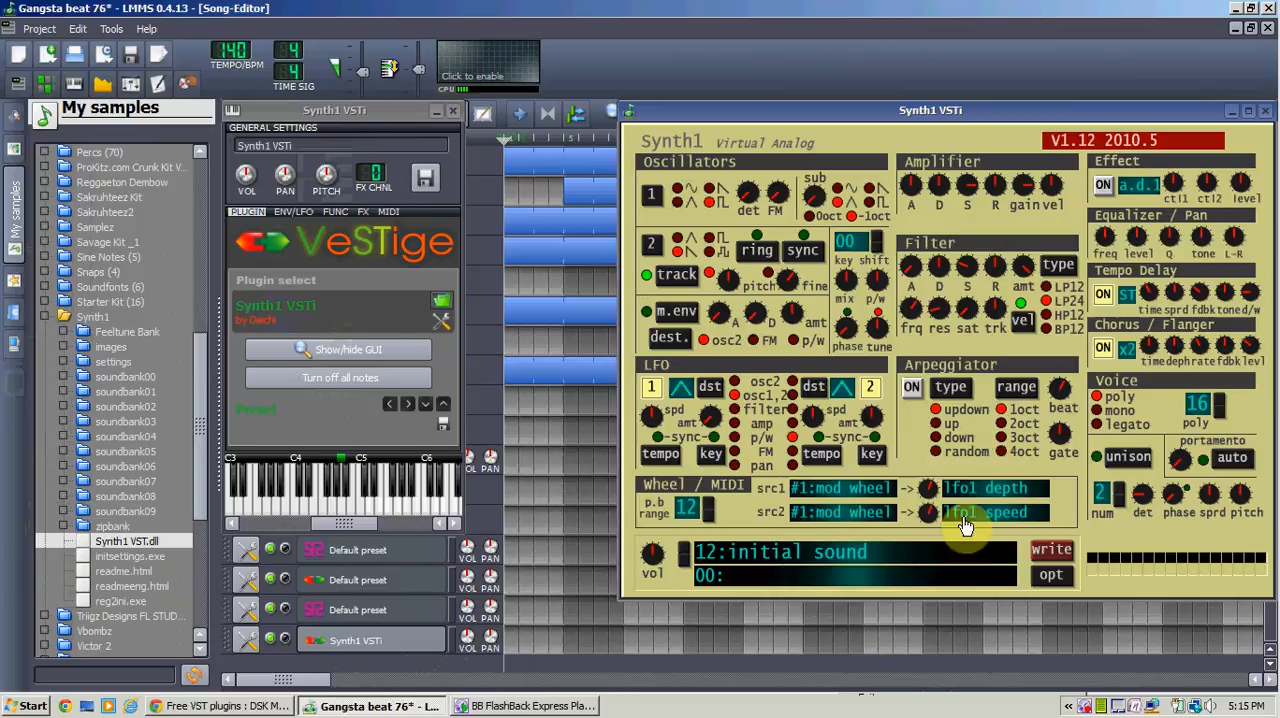 Gangsta beat 76* - LMMS 0.4.13 - [Song-Editor]
Project Edit Tools Help
140
TEMPO/BPM
4
4
TIME SIG
Click to enable
CPU
My samples
My samples
Percs (70)
ProKitz.com Crunk Kit V...
Reggaeton Dembow
Sakruhteez Kit
Sakruhteez2
Samplez
Savage Kit _1
Sine Notes (5)
Snaps (4)
Soundfonts (6)
Starter Kit (16)
Synth1
Feeltune Bank
images
settings
soundbank00
soundbank01
soundbank02
soundbank03
soundbank04
soundbank05
soundbank06
soundbank07
soundbank08
soundbank09
zipbank
Synth1 VST.dll
initsettings.exe
readme.html
readmeeng.html
reg2ini.exe
Triigz Designs FL STUD...
Vbombz
Victor 2
Synth1 VSTi
GENERAL SETTINGS
Synth1 VSTi
VOL PAN PITCH FX CHNL
0
PLUGIN ENV/LFO FUNC FX MIDI
VeSTige
Plugin select
Synth1 VSTi
by Daichi
Show/hide GUI
Turn off all notes
Preset
C3 C4 C5 C6
VOL PAN
Default preset
VOL PAN
Default preset
VOL PAN
Default preset
VOL PAN
Synth1 VSTi
VOL PAN
5
Synth1 VSTi
Synth1 Virtual Analog
V1.12 2010.5
Oscillators
1
det FM
sub
0oct -1oct
2
ring sync
00
key shift
track
pitch fine
mix p/w
m.env
A D amt
phase tune
dest.
osc2 FM p/w
Amplifier
A D S R gain vel
Filter
A D S R amt
type
LP12
LP24
HP12
BP12
frq res sat trk
vel
LFO
1 dst
osc2
osc1,2
filter
amp
p/w
FM
pan
dst 2
spd amt
spd amt
-sync-
-sync-
tempo key
tempo key
Arpeggiator
ON type range
beat
updown
up
down
random
1oct
2oct
3oct
4oct
gate
Wheel / MIDI
p.b
range
12
src1 #1:mod wheel -> lfo1 depth
src2 #1:mod wheel -> lfo1 speed
vol
12:initial sound
00:
write
opt
Effect
ON a.d.1
ctl1 ctl2 level
Equalizer / Pan
freq level Q tone L-R
Tempo Delay
ON ST
time sprd fdbk tone d/w
Chorus / Flanger
ON x2
time deph rate fdbk levl
Voice
poly
mono
legato
16
poly
portamento
unison
auto
2
num det phase sprd pitch
Start
Free VST plugins : DSK M...
Gangsta beat 76* - L...
BB FlashBack Express Pla...
5:15 PM